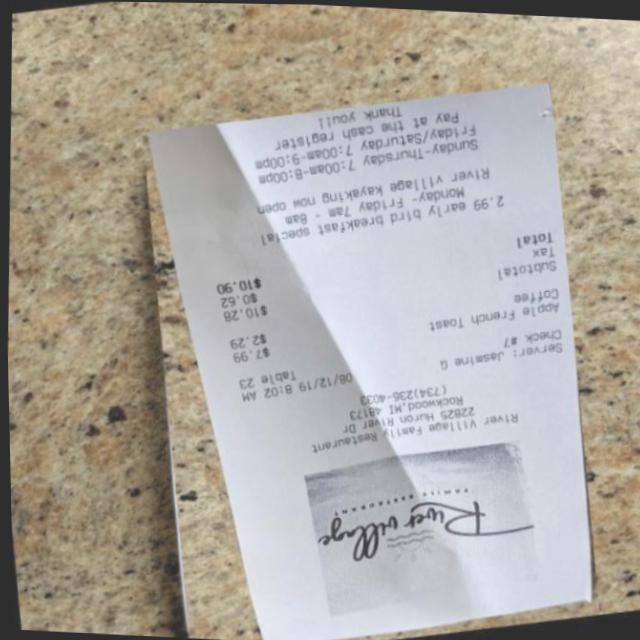 River village
FAMILY RESTAURANT
River Village Family Restaurant
22825 Huron River Dr
Rockwood MI 48173
(734)236-4033
Server: Jasmine G 08/12/19 8:02 AM
Check #7 Table 23
Apple French Toast $7.99
Coffee $2.29
Subtotal $10.28
Tax $0.62
Total $10.90
2.99 early bird breakfast special
Monday- Friday 7am - 8am
River village kayaking now open
Sunday-Thursday 7:00am-8:00pm
Friday/Saturday 7:00am-9:00pm
Pay at the cash register
Thank you!!